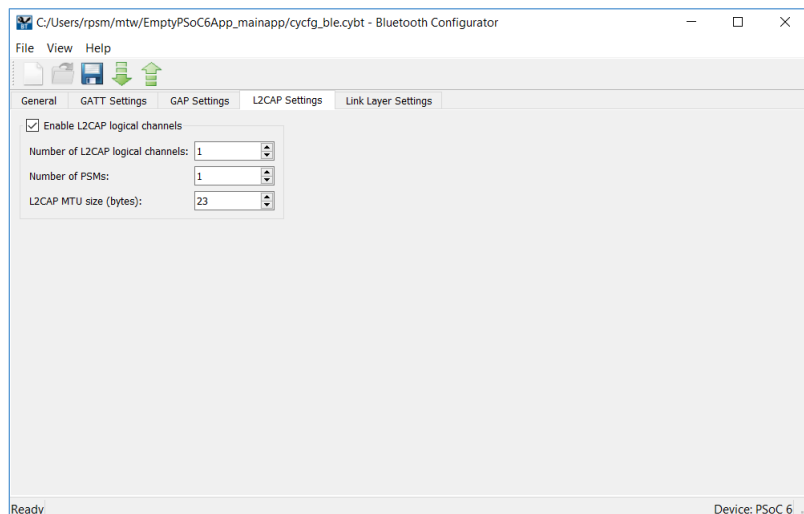 C:/Users/rpsm/mtw/EmptyPSoC6App_mainapp/cycfg_ble.cybt - Bluetooth Configurator
File View Help
General GATT Settings GAP Settings L2CAP Settings Link Layer Settings
Enable L2CAP logical channels
Number of L2CAP logical channels: 1
Number of PSMs: 1
L2CAP MTU size (bytes): 23
Ready Device: PSoC 6